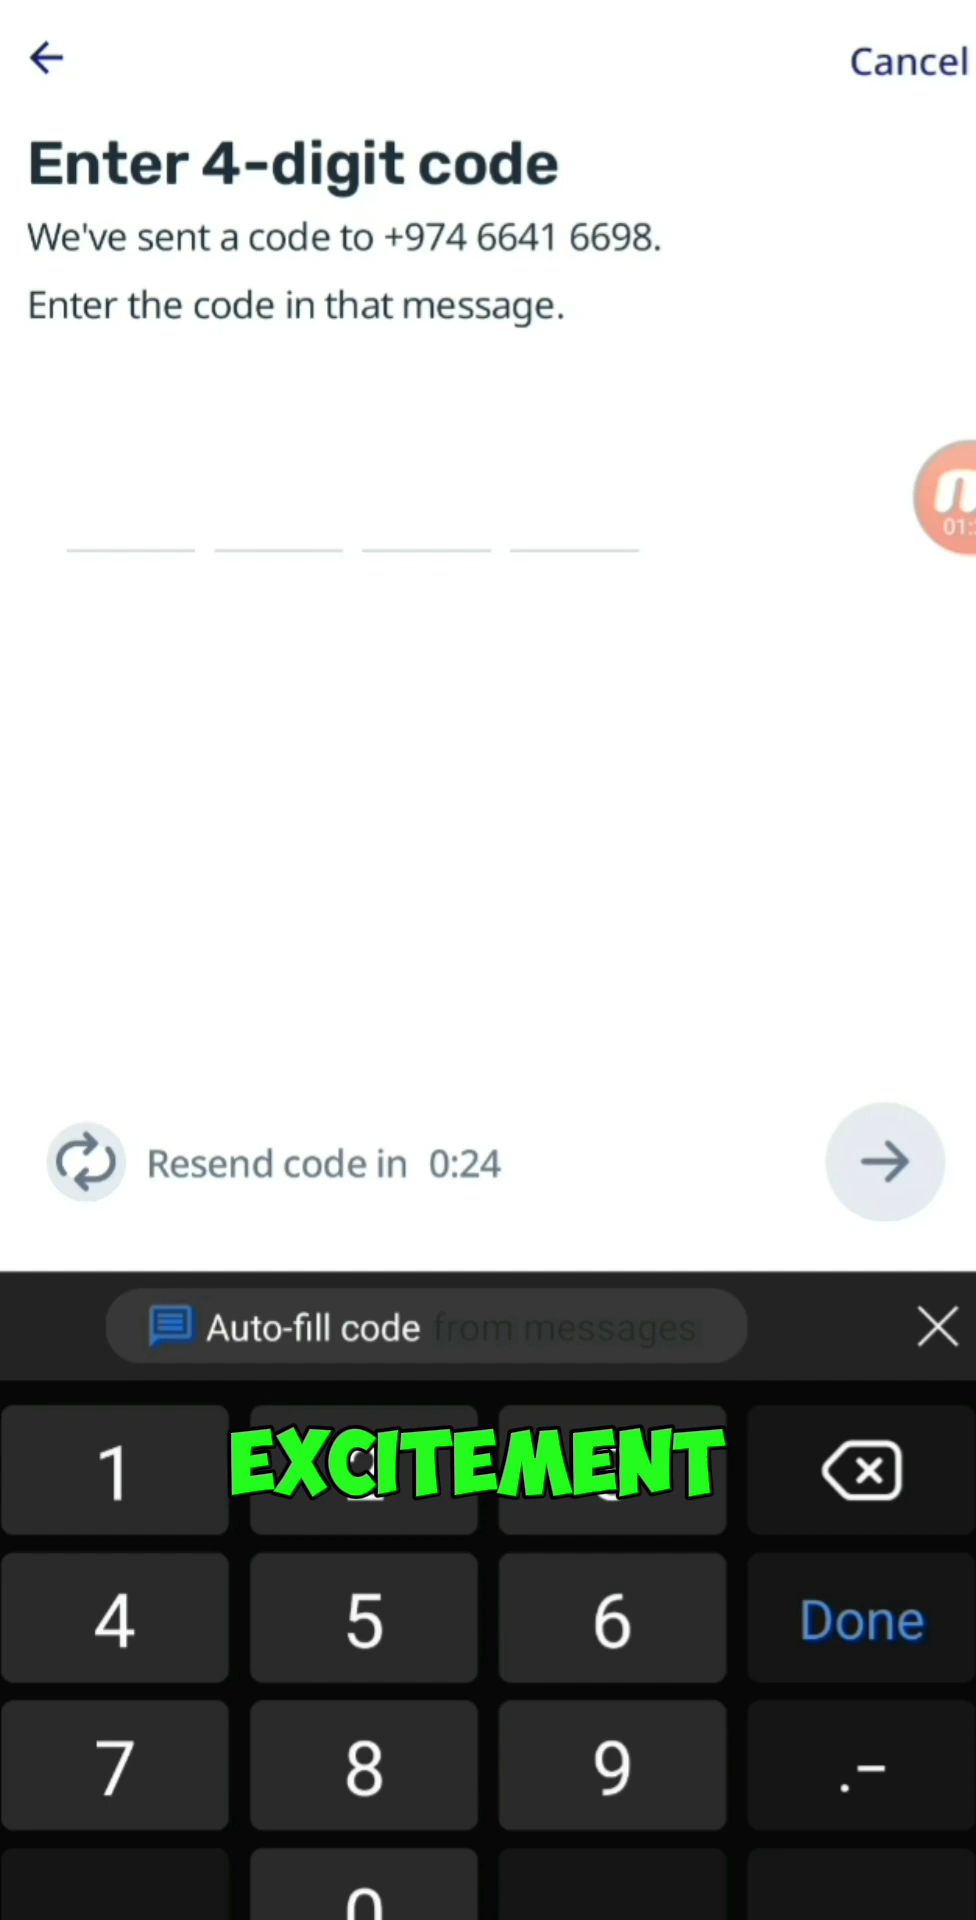 Cancel
Enter 4-digit code
We've sent a code to +974 6641 6698.
Enter the code in that message.
01:
Resend code in 0:24
Auto-fill code from messages
1
EXCITEMENT
4 5 6 Done
7 8 9 .-
0